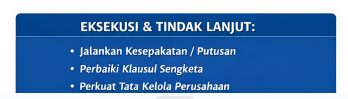 EKSEKUSI & TINDAK LANJUT:
• Jalankan Kesepakatan / Putusan
• Perbaiki Klausul Sengketa
• Perkuat Tata Kelola Perusahaan